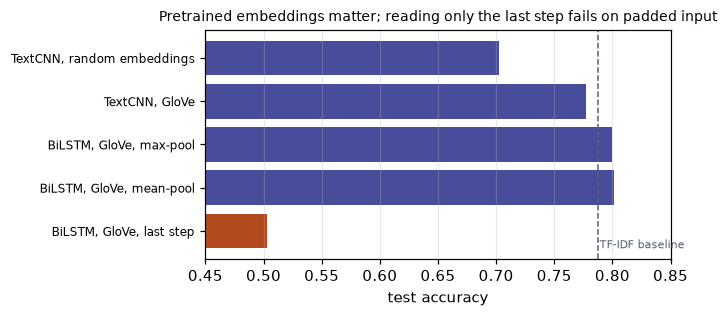 Pretrained embeddings matter; reading only the last step fails on padded input
TextCNN, random embeddings
TextCNN, GloVe
BiLSTM, GloVe, max-pool
BiLSTM, GloVe, mean-pool
BiLSTM, GloVe, last step
TF-IDF baseline
0.45 0.50 0.55 0.60 0.65 0.70 0.75 0.80 0.85
test accuracy